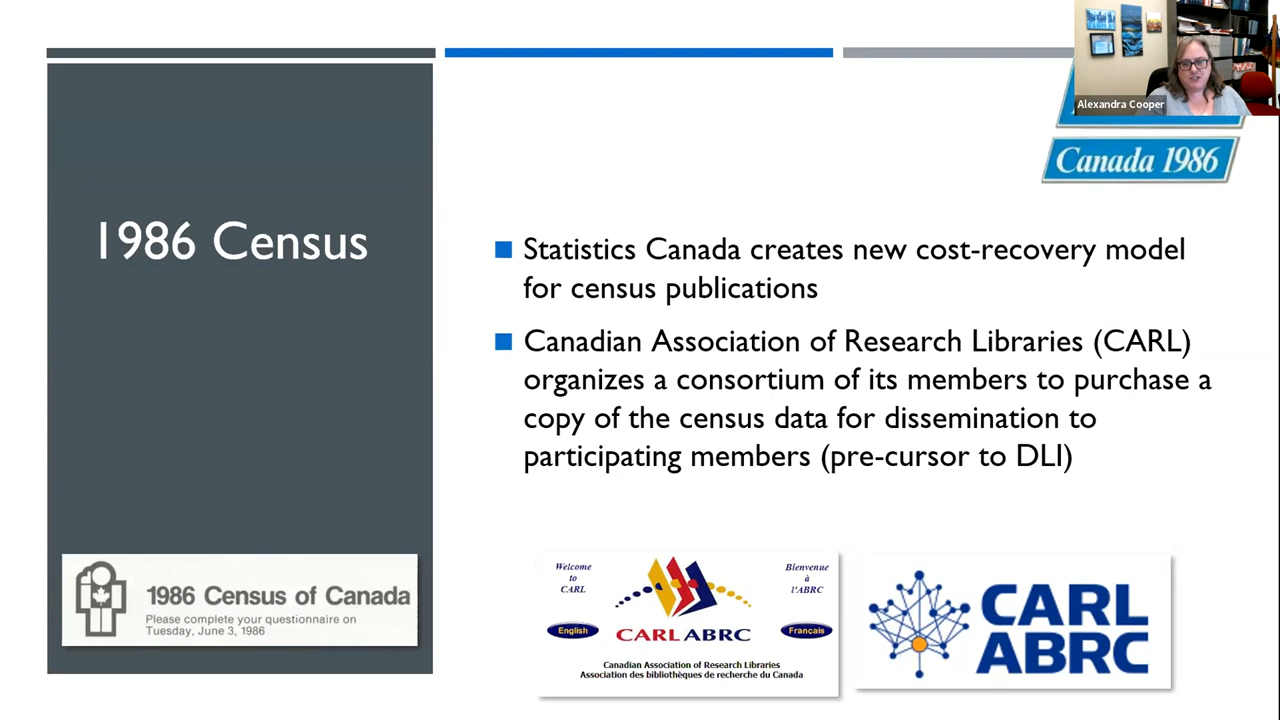 Alexandra Cooper
Canada 1986
1986 Census
Statistics Canada creates new cost-recovery model
for census publications
Canadian Association of Research Libraries (CARL)
organizes a consortium of its members to purchase a
copy of the census data for dissemination to
participating members (pre-cursor to DLI)
1986 Census of Canada
Please complete your questionnaire on
Tuesday, June 3, 1986
Welcome
to
CARL
Bienvenue
à
l'ABRC
English
CARL ABRC
Français
Canadian Association of Research Libraries
Association des bibliothèques de recherche du Canada
CARL
ABRC